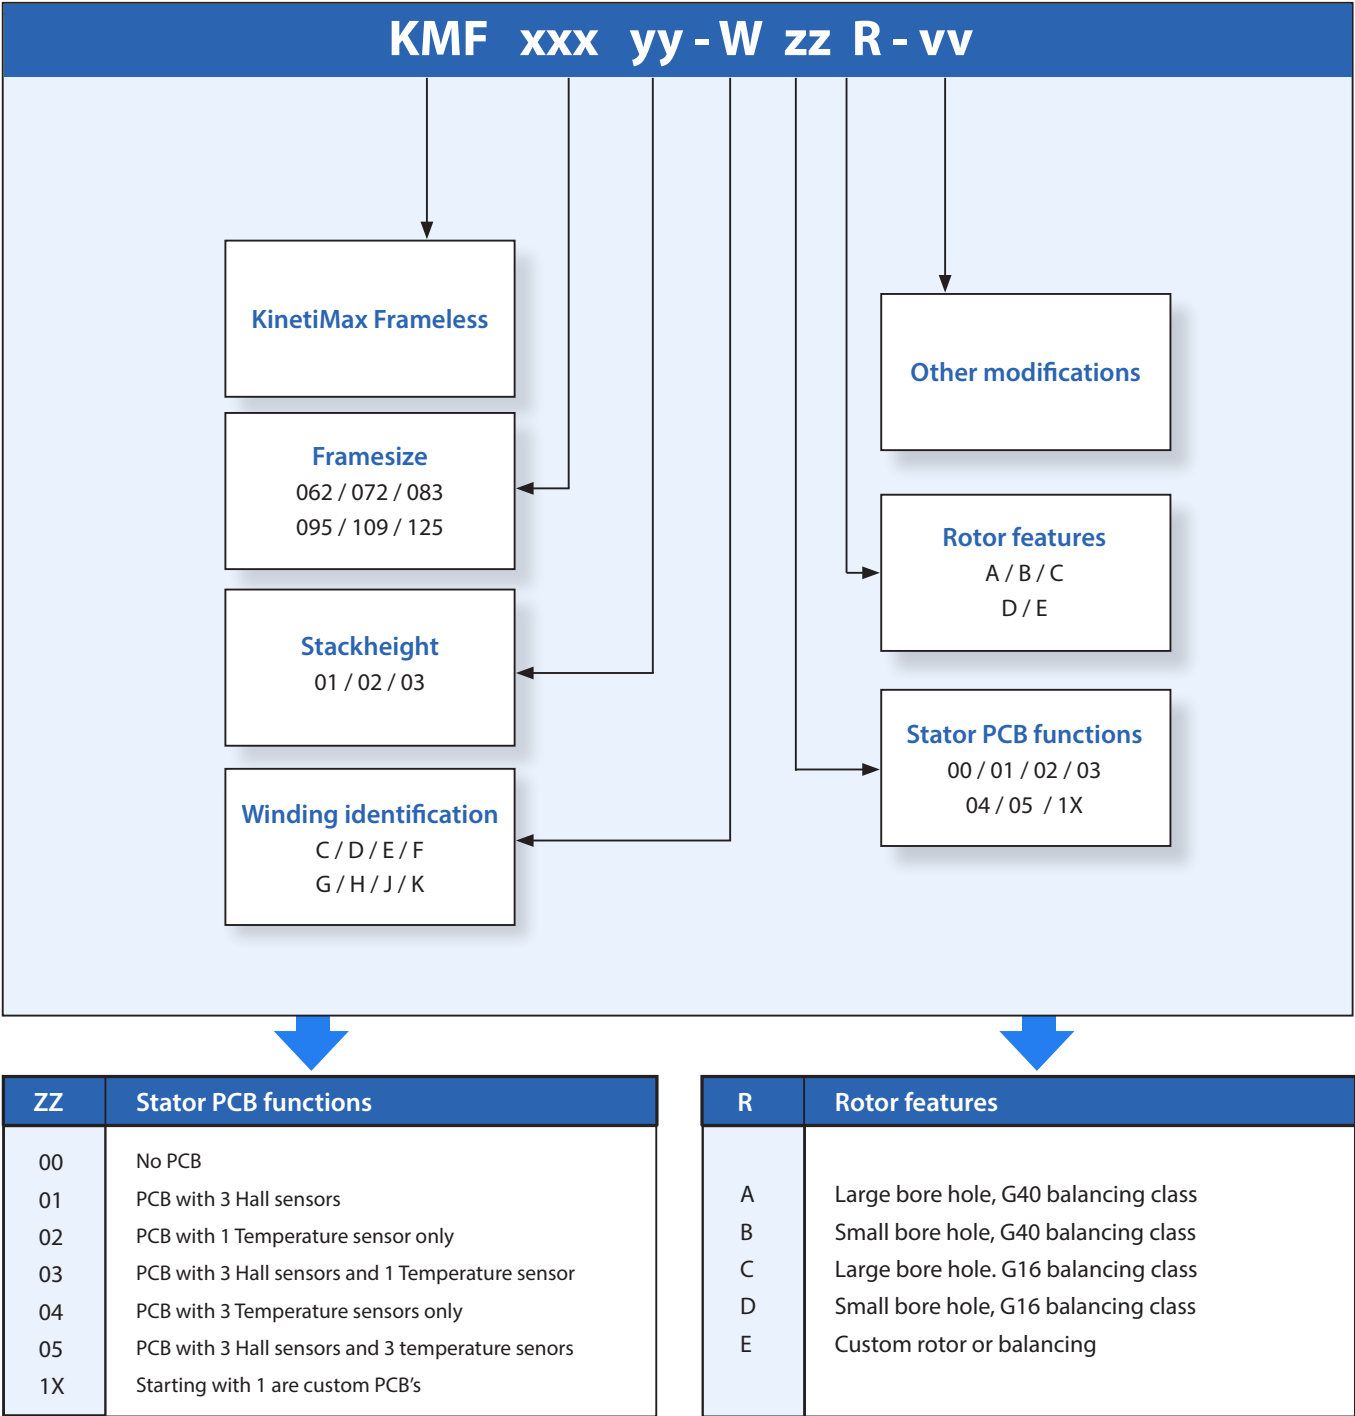 KMF xxx yy - W zz R - vv
KinetiMax Frameless
Framesize
062 / 072 / 083
095 / 109 / 125
Stackheight
01 / 02 / 03
Winding identification
C / D / E / F
G / H / J / K
Other modifications
Rotor features
A / B / C
D / E
Stator PCB functions
00 / 01 / 02 / 03
04 / 05 / 1X
ZZ Stator PCB functions
00 No PCB
01 PCB with 3 Hall sensors
02 PCB with 1 Temperature sensor only
03 PCB with 3 Hall sensors and 1 Temperature sensor
04 PCB with 3 Temperature sensors only
05 PCB with 3 Hall sensors and 3 temperature senors
1X Starting with 1 are custom PCB's
R Rotor features
A Large bore hole, G40 balancing class
B Small bore hole, G40 balancing class
C Large bore hole. G16 balancing class
D Small bore hole, G16 balancing class
E Custom rotor or balancing